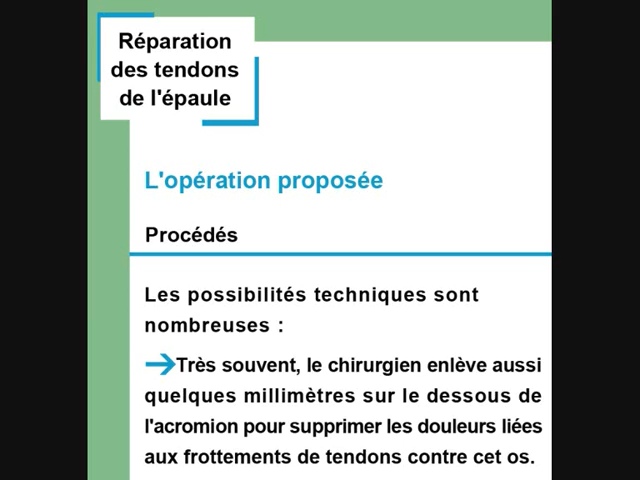 Réparation
des tendons
de l'épaule
L'opération proposée
Procédés
Les possibilités techniques sont
nombreuses :
→Très souvent, le chirurgien enlève aussi
quelques millimètres sur le dessous de
l'acromion pour supprimer les douleurs liées
aux frottements de tendons contre cet os.